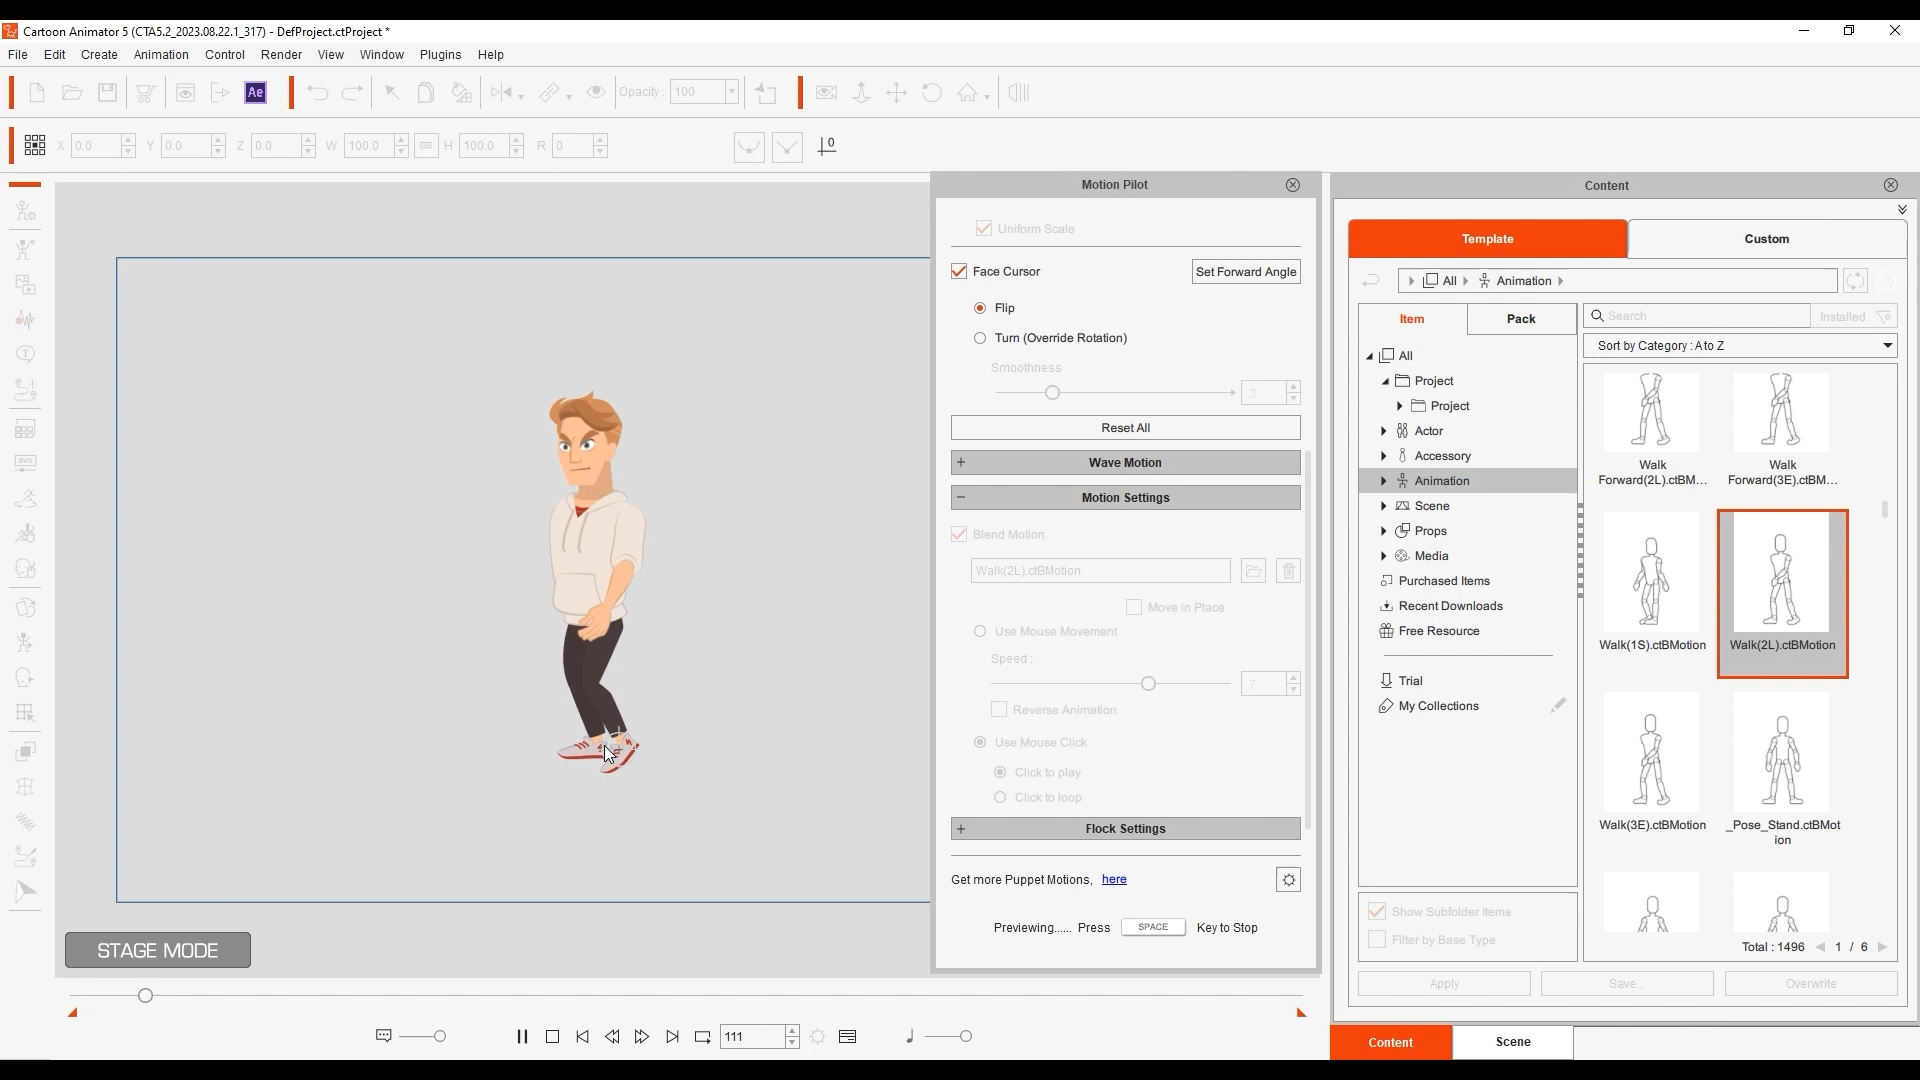 Cartoon Animator 5 (CTA5.2_2023.08.22.1_317) - DefProject.ctProject *
File Edit Create Animation Control Render View Window Plugins Help
Ae Opacity : 100
X 0.0 Y 0.0 Z 0.0 W 100.0 H 100.0 R 0 0
Motion Pilot
Uniform Scale
Face Cursor Set Forward Angle
Flip
Turn (Override Rotation)
Smoothness
3
Reset All
+ Wave Motion
- Motion Settings
Blend Motion
Walk(2L).ctBMotion
Move in Place
Use Mouse Movement
Speed :
7
Reverse Animation
Use Mouse Click
Click to play
Click to loop
+ Flock Settings
Get more Puppet Motions, here
Previewing...... Press SPACE Key to Stop
STAGE MODE
111
Content
Template Custom
All Animation
Item Pack
Search Installed
Sort by Category : A to Z
All
Project
Project
Actor
Accessory
Animation
Scene
Props
Media
Purchased Items
Recent Downloads
Free Resource
Trial
My Collections
Walk Forward(2L).ctBM...
Walk Forward(3E).ctBM...
Walk(1S).ctBMotion
Walk(2L).ctBMotion
Walk(3E).ctBMotion
_Pose_Stand.ctBMot
ion
Show Subfolder Items
Filter by Base Type
Total : 1496 1 / 6
Apply Save... Overwrite
Content Scene
SVG